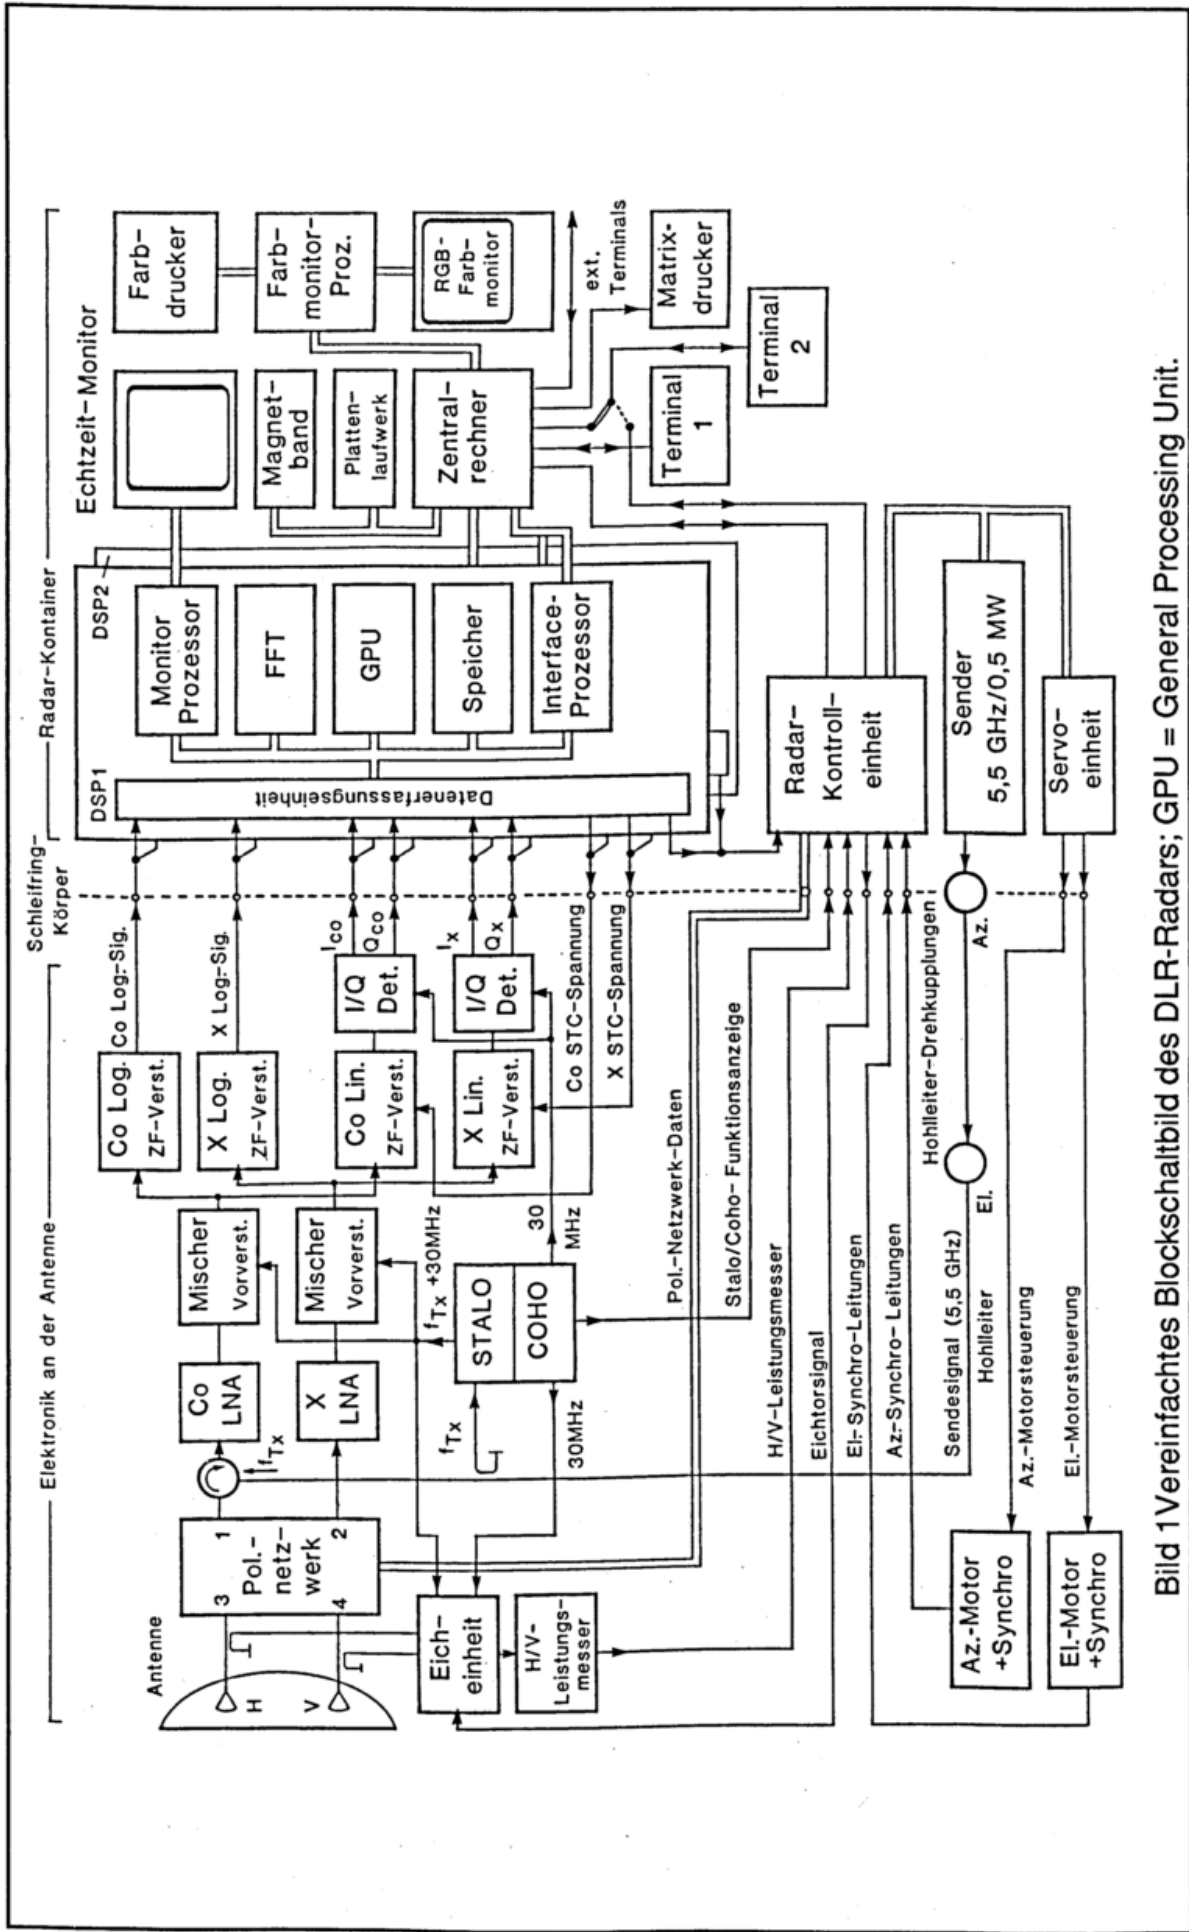 Elektronik an der Antenne
Schleifring-
Körper
Radar-Kontainer
Antenne
H
V
3
4
1
2
Pol.-
netz-
werk
fTx
Co
LNA
X
LNA
Mischer
Vorverst.
Mischer
Vorverst.
Co Log.
ZF-Verst.
X Log.
ZF-Verst.
Co Lin.
ZF-Verst.
X Lin.
ZF-Verst.
I/Q
Det.
I/Q
Det.
Co Log.-Sig.
X Log-Sig.
Ico
Qco
Ix
Qx
Co STC-Spannung
X STC-Spannung
fTx +30MHz
fTx
STALO
COHO
30
MHz
30MHz
Eich-
einheit
H/V-
Leistungs-
messer
DSP1
DSP2
Datenerfassungseinheit
Monitor
Prozessor
FFT
GPU
Speicher
Interface-
Prozessor
Echtzeit-Monitor
Magnet-
band
Platten-
laufwerk
Zentral-
rechner
Farb-
drucker
Farb-
monitor-
Proz.
RGB-
Farb-
monitor
ext.
Terminals
Matrix-
drucker
Terminal
1
Terminal
2
Pol.-Netzwerk-Daten
Stalo/Coho-Funktionsanzeige
H/V-Leistungsmesser
Eichtorsignal
El.-Synchro-Leitungen
Az.-Synchro-Leitungen
Radar-
Kontroll-
einheit
Hohlleiter-Drehkupplungen
Sendesignal (5,5 GHz)
Hohlleiter
El.
Az.
Sender
5,5 GHz/0,5 MW
Servo-
einheit
Az.-Motorsteuerung
El.-Motorsteuerung
Az.-Motor
+Synchro
El.-Motor
+Synchro
Bild 1 Vereinfachtes Blockschaltbild des DLR-Radars; GPU = General Processing Unit.